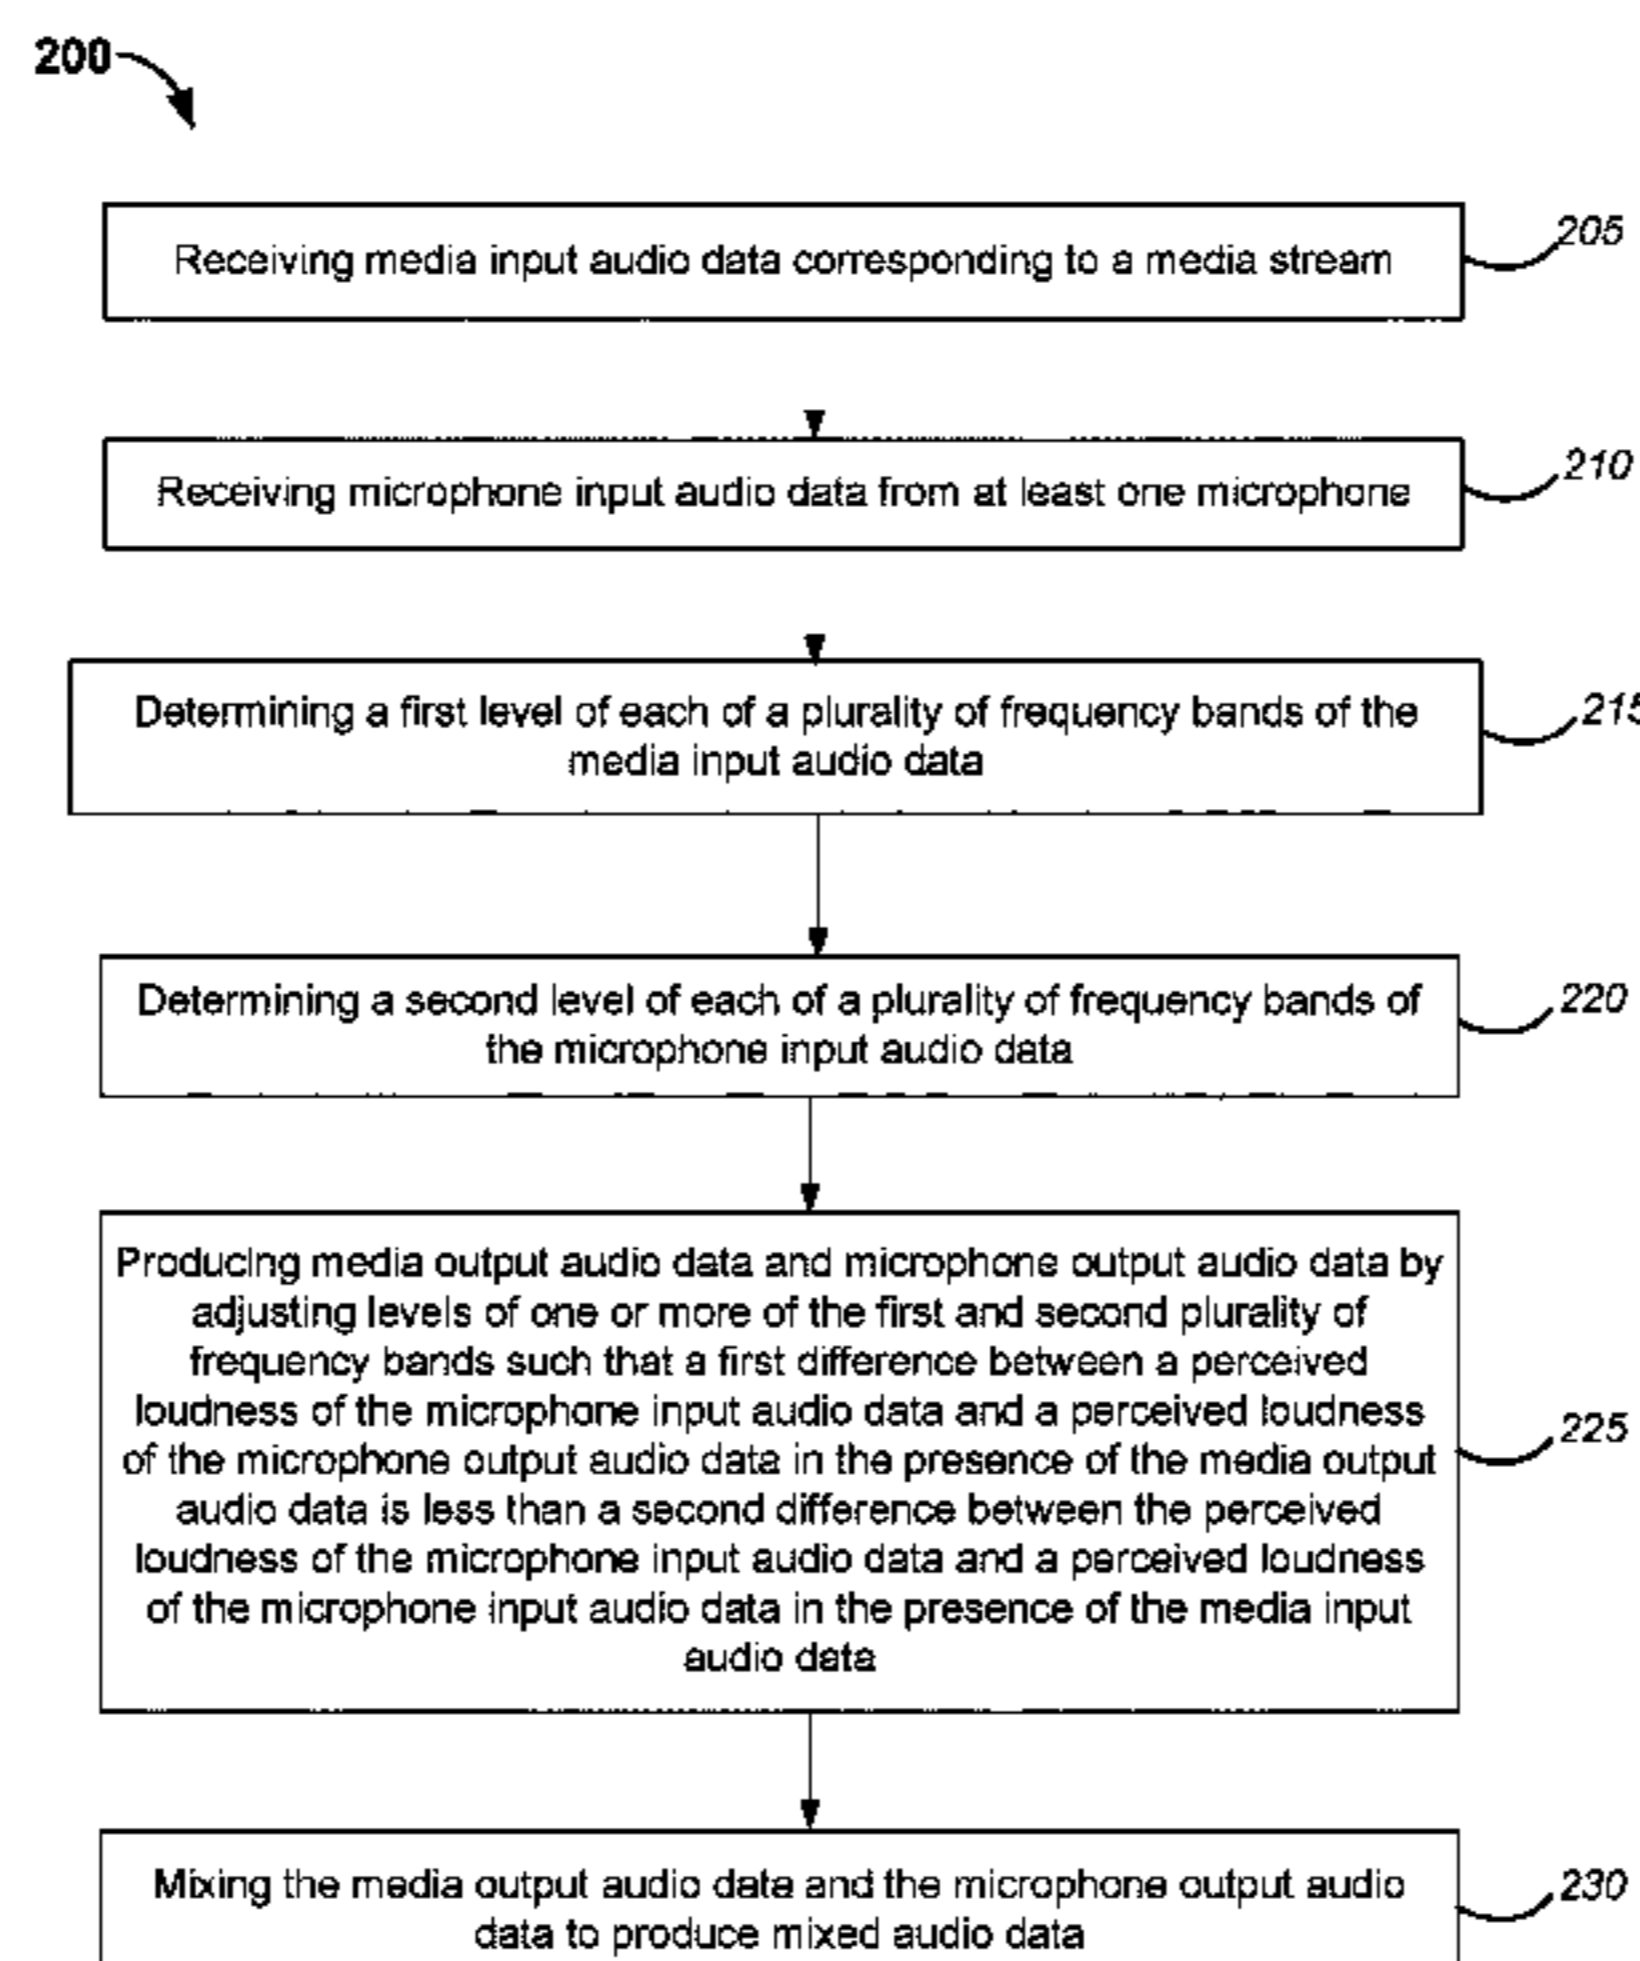 200
Receiving media input audio data corresponding to a media stream
205
Receiving microphone input audio data from at least one microphone
210
Determining a first level of each of a plurality of frequency bands of the
media input audio data
215
Determining a second level of each of a plurality of frequency bands of
the microphone input audio data
220
Producing media output audio data and microphone output audio data by
adjusting levels of one or more of the first and second plurality of
frequency bands such that a first difference between a perceived
loudness of the microphone input audio data and a perceived loudness
of the microphone output audio data in the presence of the media output
audio data is less than a second difference between the perceived
loudness of the microphone input audio data and a perceived loudness
of the microphone input audio data in the presence of the media input
audio data
225
Mixing the media output audio data and the microphone output audio
data to produce mixed audio data
230